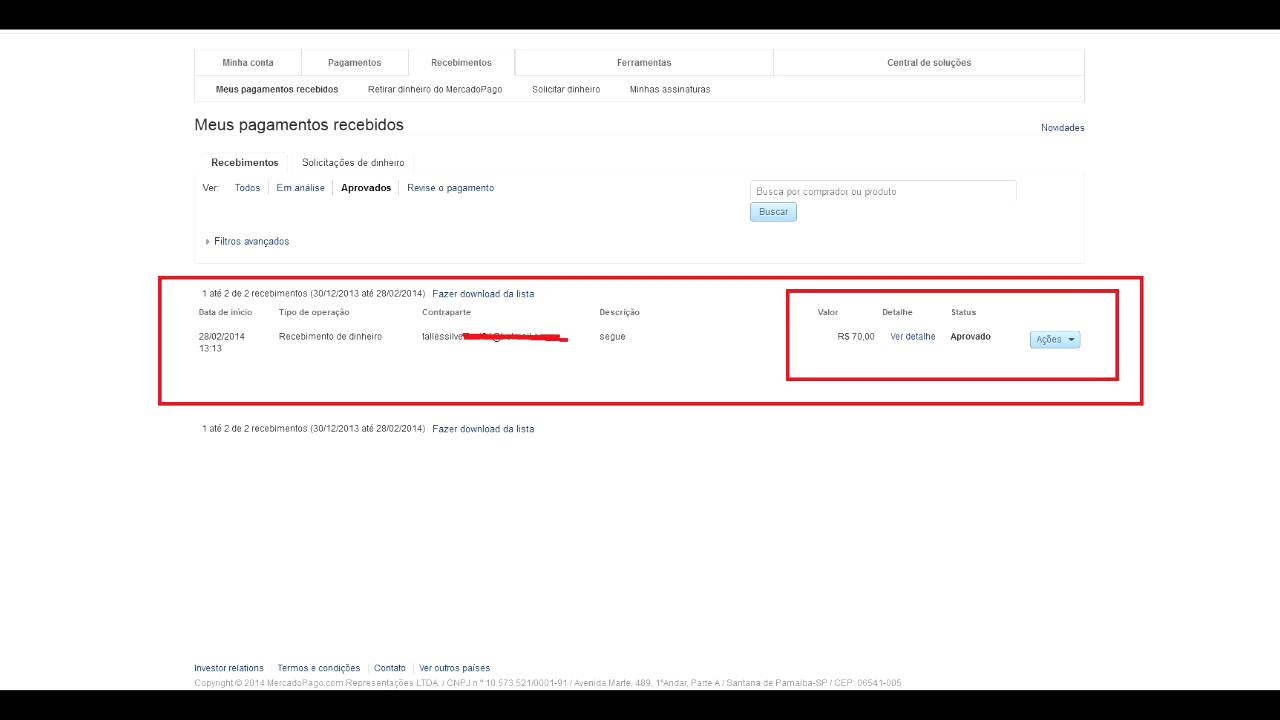 Minha conta Pagamentos Recebimentos Ferramentas Central de soluções
Meus pagamentos recebidos Retirar dinheiro do MercadoPago Solicitar dinheiro Minhas assinaturas
Meus pagamentos recebidos
Novidades
Recebimentos Solicitações de dinheiro
Ver: Todos Em análise Aprovados Revise o pagamento
Busca por comprador ou produto
Buscar
Filtros avançados
1 até 2 de 2 recebimentos (30/12/2013 até 28/02/2014) Fazer download da lista
Data de início Tipo de operação Contraparte Descrição Valor Detalhe Status
28/02/2014 Recebimento de dinheiro tallessilve segue R$ 70,00 Ver detalhe Aprovado Ações
13:13
1 até 2 de 2 recebimentos (30/12/2013 até 28/02/2014) Fazer download da lista
Investor relations Termos e condições Contato Ver outros países
Copyright © 2014 MercadoPago.com Representações LTDA. / CNPJ n.º 10.573.521/0001-91 / Avenida Marte, 489, 1ºAndar, Parte A / Santana de Parnaíba-SP / CEP: 06541-005